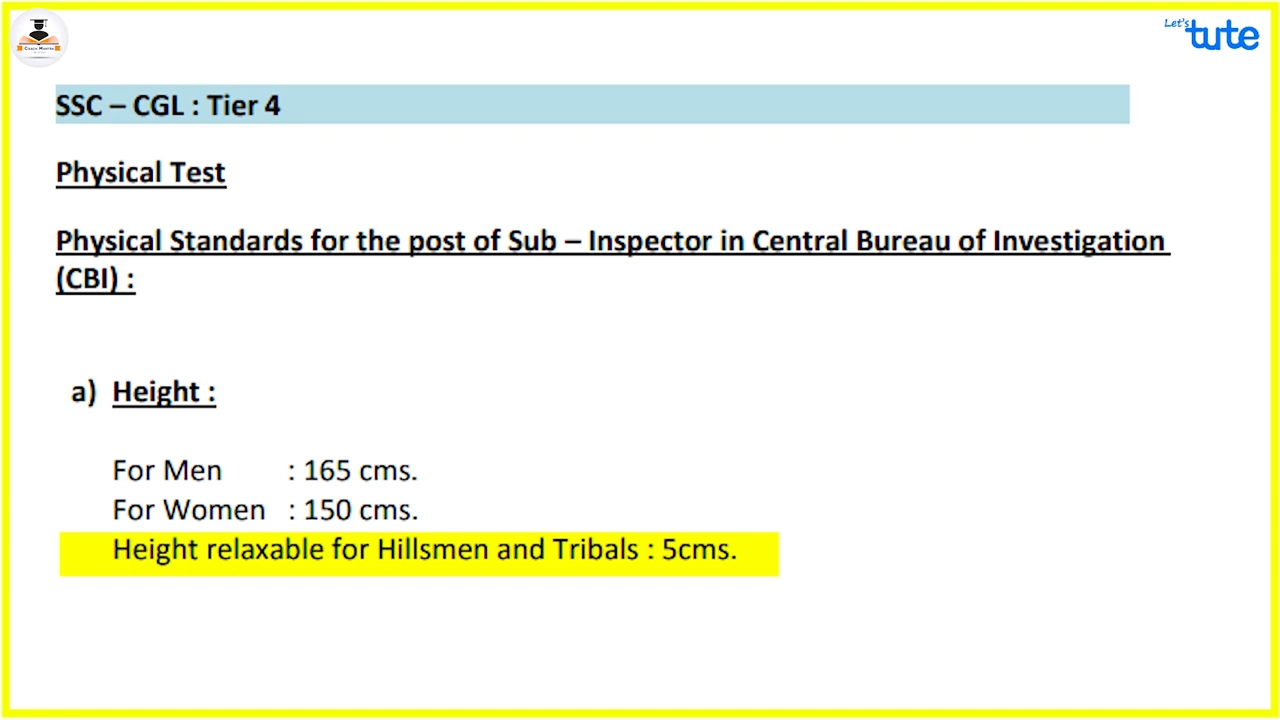 COACH MANTRA
Let's
tute
SSC – CGL : Tier 4
Physical Test
Physical Standards for the post of Sub – Inspector in Central Bureau of Investigation
(CBI) :
a) Height :
For Men : 165 cms.
For Women : 150 cms.
Height relaxable for Hillsmen and Tribals : 5cms.